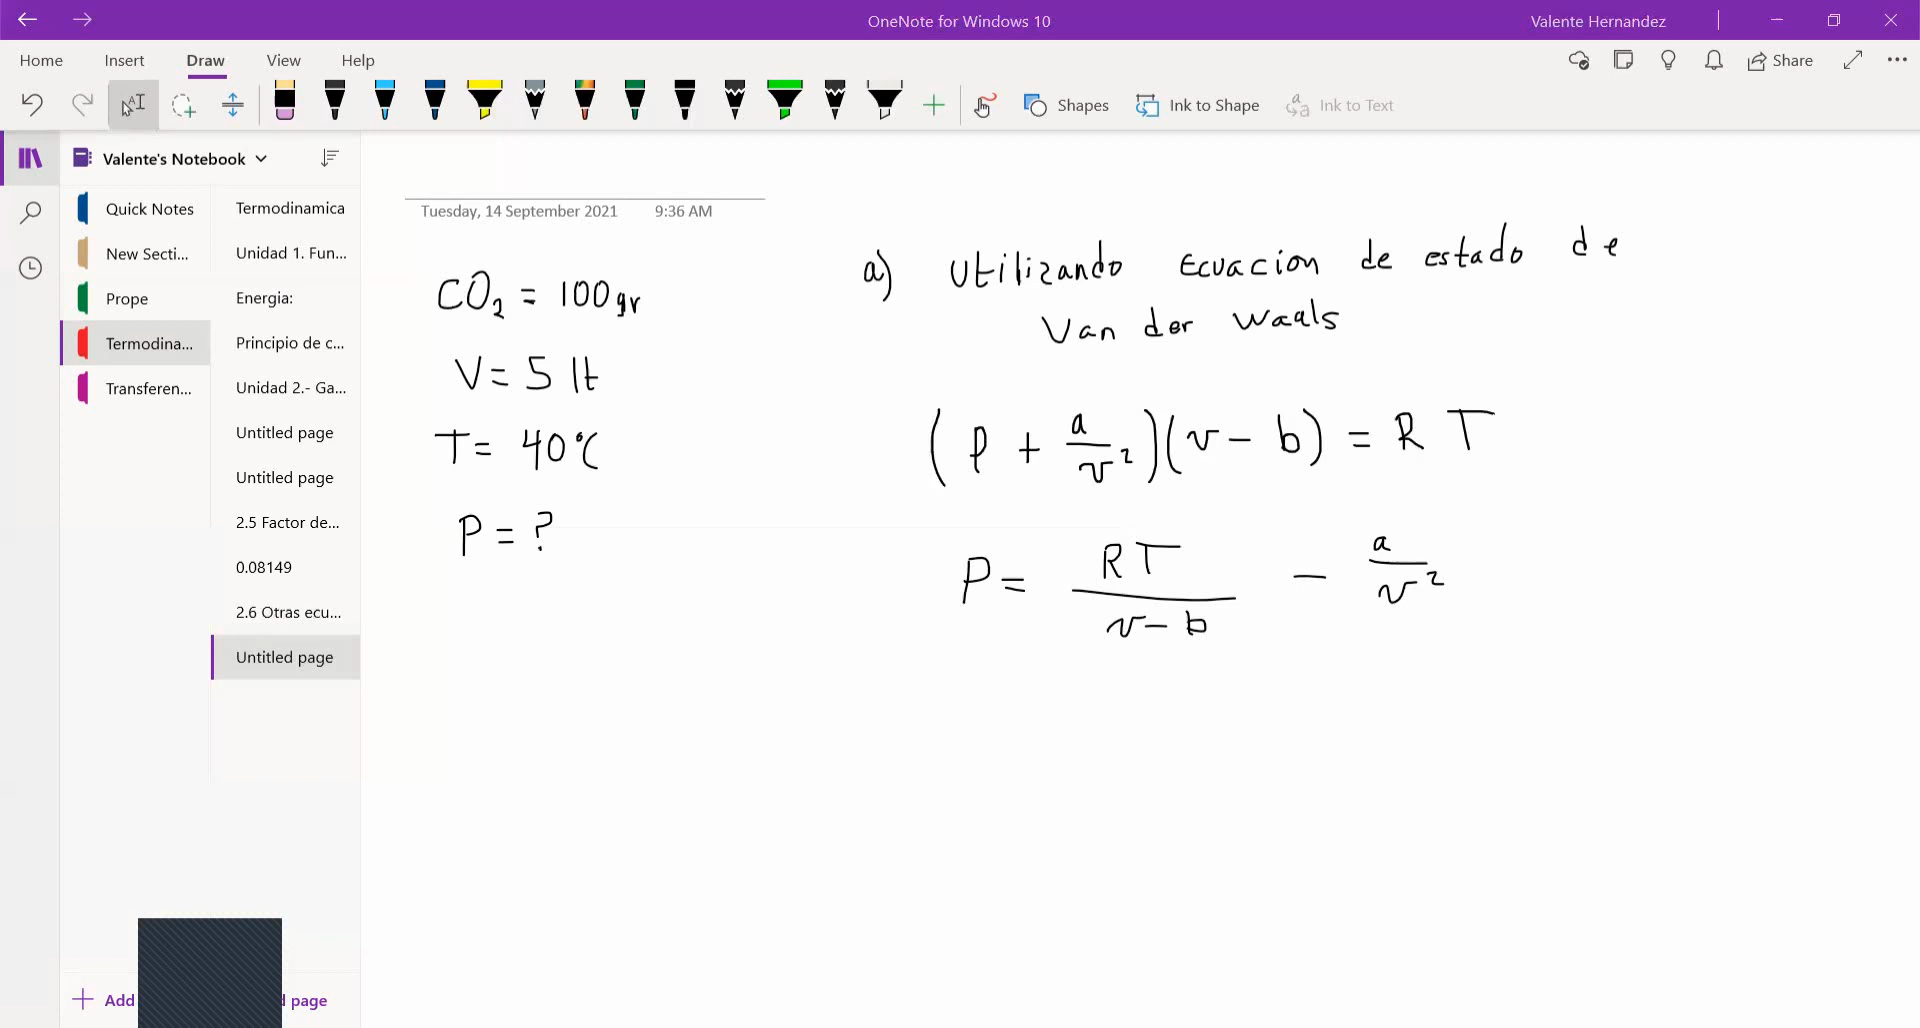 OneNote for Windows 10
Valente Hernandez
Home Insert Draw View Help
Share
Shapes
Ink to Shape
Ink to Text
Valente's Notebook
Quick Notes
New Secti...
Prope
Termodina...
Transferen...
Termodinamica
Unidad 1. Fun...
Energia:
Principio de c...
Unidad 2.- Ga...
Untitled page
Untitled page
2.5 Factor de...
0.08149
2.6 Otras ecu...
Untitled page
Add
page
Tuesday, 14 September 2021 9:36 AM
CO₂ = 100gr
V= 5 lt
T= 40°C
P= ?
a) Utilizando Ecuacion de estado de
Van der Waals
(P + a/v²)(v - b) = R T
P= RT/(v-b) - a/v²